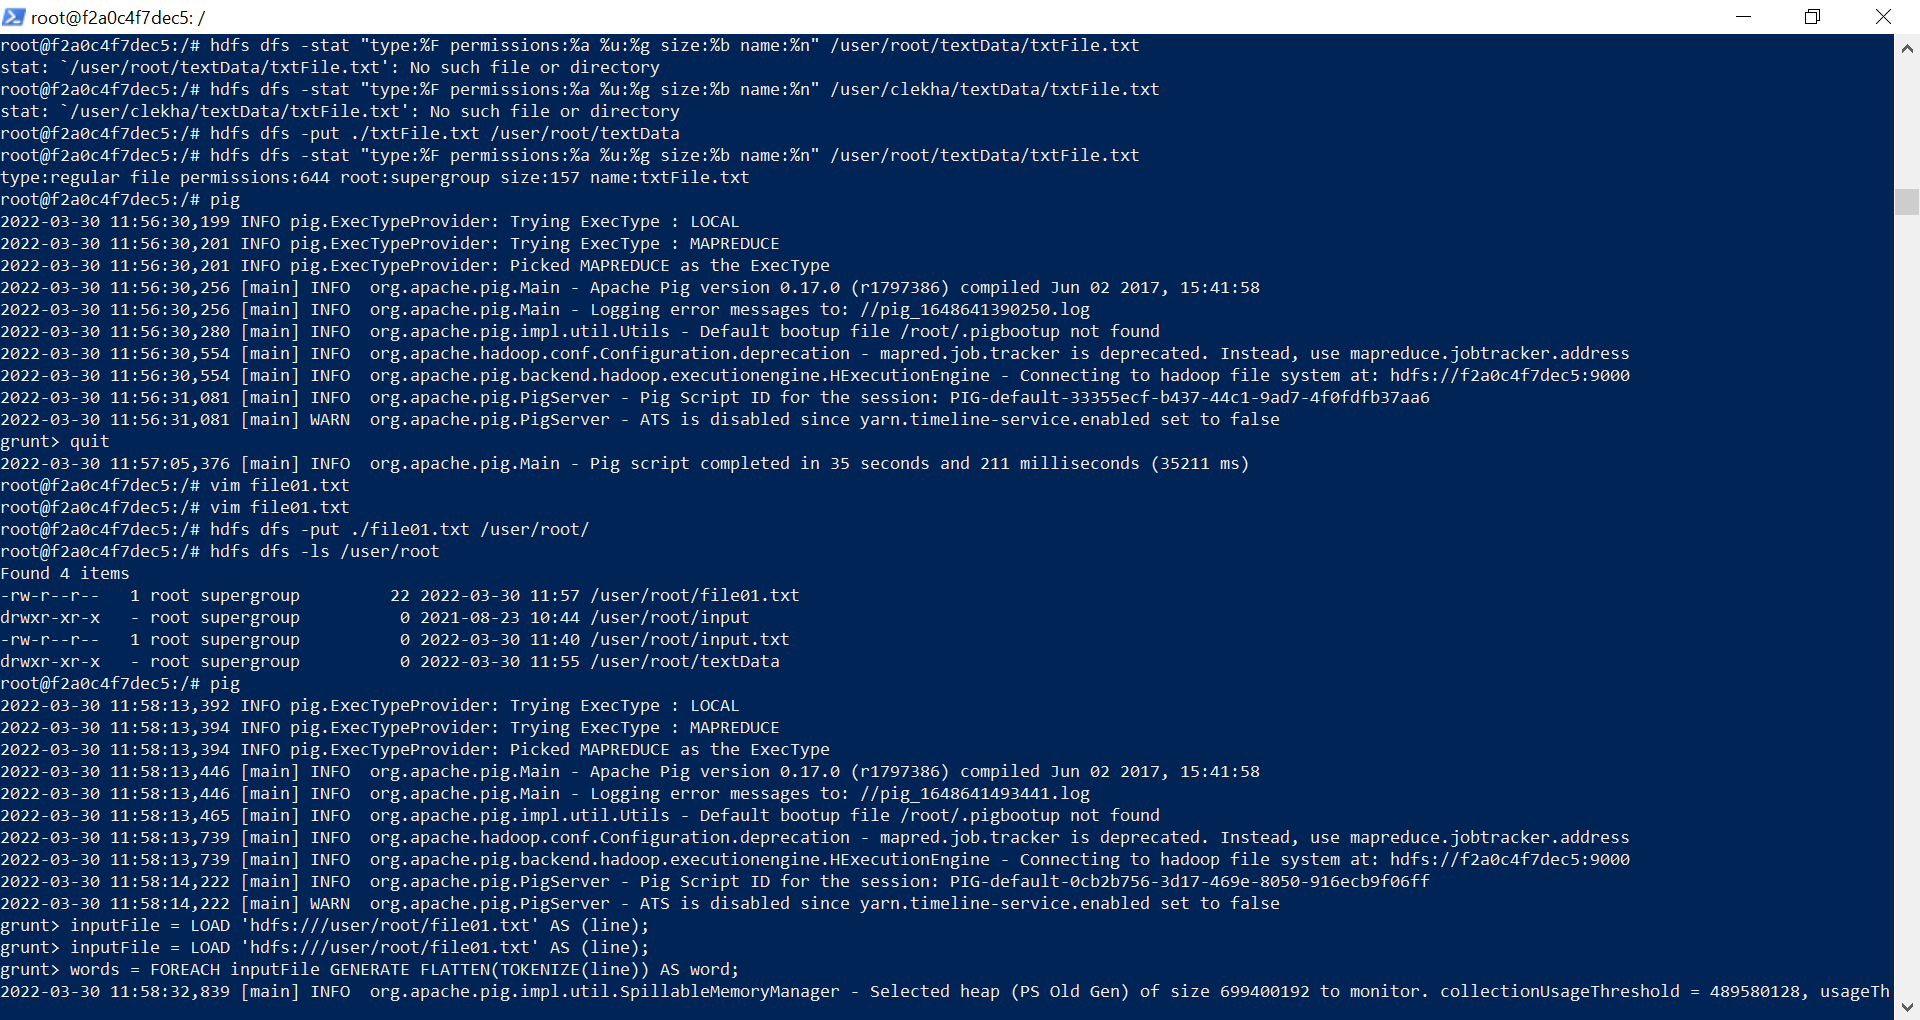 root@f2a0c4f7dec5: /
root@f2a0c4f7dec5:/# hdfs dfs -stat "type:%F permissions:%a %u:%g size:%b name:%n" /user/root/textData/txtFile.txt
stat: `/user/root/textData/txtFile.txt': No such file or directory
root@f2a0c4f7dec5:/# hdfs dfs -stat "type:%F permissions:%a %u:%g size:%b name:%n" /user/clekha/textData/txtFile.txt
stat: `/user/clekha/textData/txtFile.txt': No such file or directory
root@f2a0c4f7dec5:/# hdfs dfs -put ./txtFile.txt /user/root/textData
root@f2a0c4f7dec5:/# hdfs dfs -stat "type:%F permissions:%a %u:%g size:%b name:%n" /user/root/textData/txtFile.txt
type:regular file permissions:644 root:supergroup size:157 name:txtFile.txt
root@f2a0c4f7dec5:/# pig
2022-03-30 11:56:30,199 INFO pig.ExecTypeProvider: Trying ExecType : LOCAL
2022-03-30 11:56:30,201 INFO pig.ExecTypeProvider: Trying ExecType : MAPREDUCE
2022-03-30 11:56:30,201 INFO pig.ExecTypeProvider: Picked MAPREDUCE as the ExecType
2022-03-30 11:56:30,256 [main] INFO  org.apache.pig.Main - Apache Pig version 0.17.0 (r1797386) compiled Jun 02 2017, 15:41:58
2022-03-30 11:56:30,256 [main] INFO  org.apache.pig.Main - Logging error messages to: //pig_1648641390250.log
2022-03-30 11:56:30,280 [main] INFO  org.apache.pig.impl.util.Utils - Default bootup file /root/.pigbootup not found
2022-03-30 11:56:30,554 [main] INFO  org.apache.hadoop.conf.Configuration.deprecation - mapred.job.tracker is deprecated. Instead, use mapreduce.jobtracker.address
2022-03-30 11:56:30,554 [main] INFO  org.apache.pig.backend.hadoop.executionengine.HExecutionEngine - Connecting to hadoop file system at: hdfs://f2a0c4f7dec5:9000
2022-03-30 11:56:31,081 [main] INFO  org.apache.pig.PigServer - Pig Script ID for the session: PIG-default-33355ecf-b437-44c1-9ad7-4f0fdfb37aa6
2022-03-30 11:56:31,081 [main] WARN  org.apache.pig.PigServer - ATS is disabled since yarn.timeline-service.enabled set to false
grunt> quit
2022-03-30 11:57:05,376 [main] INFO  org.apache.pig.Main - Pig script completed in 35 seconds and 211 milliseconds (35211 ms)
root@f2a0c4f7dec5:/# vim file01.txt
root@f2a0c4f7dec5:/# vim file01.txt
root@f2a0c4f7dec5:/# hdfs dfs -put ./file01.txt /user/root/
root@f2a0c4f7dec5:/# hdfs dfs -ls /user/root
Found 4 items
-rw-r--r--   1 root supergroup         22 2022-03-30 11:57 /user/root/file01.txt
drwxr-xr-x   - root supergroup          0 2021-08-23 10:44 /user/root/input
-rw-r--r--   1 root supergroup          0 2022-03-30 11:40 /user/root/input.txt
drwxr-xr-x   - root supergroup          0 2022-03-30 11:55 /user/root/textData
root@f2a0c4f7dec5:/# pig
2022-03-30 11:58:13,392 INFO pig.ExecTypeProvider: Trying ExecType : LOCAL
2022-03-30 11:58:13,394 INFO pig.ExecTypeProvider: Trying ExecType : MAPREDUCE
2022-03-30 11:58:13,394 INFO pig.ExecTypeProvider: Picked MAPREDUCE as the ExecType
2022-03-30 11:58:13,446 [main] INFO  org.apache.pig.Main - Apache Pig version 0.17.0 (r1797386) compiled Jun 02 2017, 15:41:58
2022-03-30 11:58:13,446 [main] INFO  org.apache.pig.Main - Logging error messages to: //pig_1648641493441.log
2022-03-30 11:58:13,465 [main] INFO  org.apache.pig.impl.util.Utils - Default bootup file /root/.pigbootup not found
2022-03-30 11:58:13,739 [main] INFO  org.apache.hadoop.conf.Configuration.deprecation - mapred.job.tracker is deprecated. Instead, use mapreduce.jobtracker.address
2022-03-30 11:58:13,739 [main] INFO  org.apache.pig.backend.hadoop.executionengine.HExecutionEngine - Connecting to hadoop file system at: hdfs://f2a0c4f7dec5:9000
2022-03-30 11:58:14,222 [main] INFO  org.apache.pig.PigServer - Pig Script ID for the session: PIG-default-0cb2b756-3d17-469e-8050-916ecb9f06ff
2022-03-30 11:58:14,222 [main] WARN  org.apache.pig.PigServer - ATS is disabled since yarn.timeline-service.enabled set to false
grunt> inputFile = LOAD 'hdfs:///user/root/file01.txt' AS (line);
grunt> inputFile = LOAD 'hdfs:///user/root/file01.txt' AS (line);
grunt> words = FOREACH inputFile GENERATE FLATTEN(TOKENIZE(line)) AS word;
2022-03-30 11:58:32,839 [main] INFO  org.apache.pig.impl.util.SpillableMemoryManager - Selected heap (PS Old Gen) of size 699400192 to monitor. collectionUsageThreshold = 489580128, usageTh